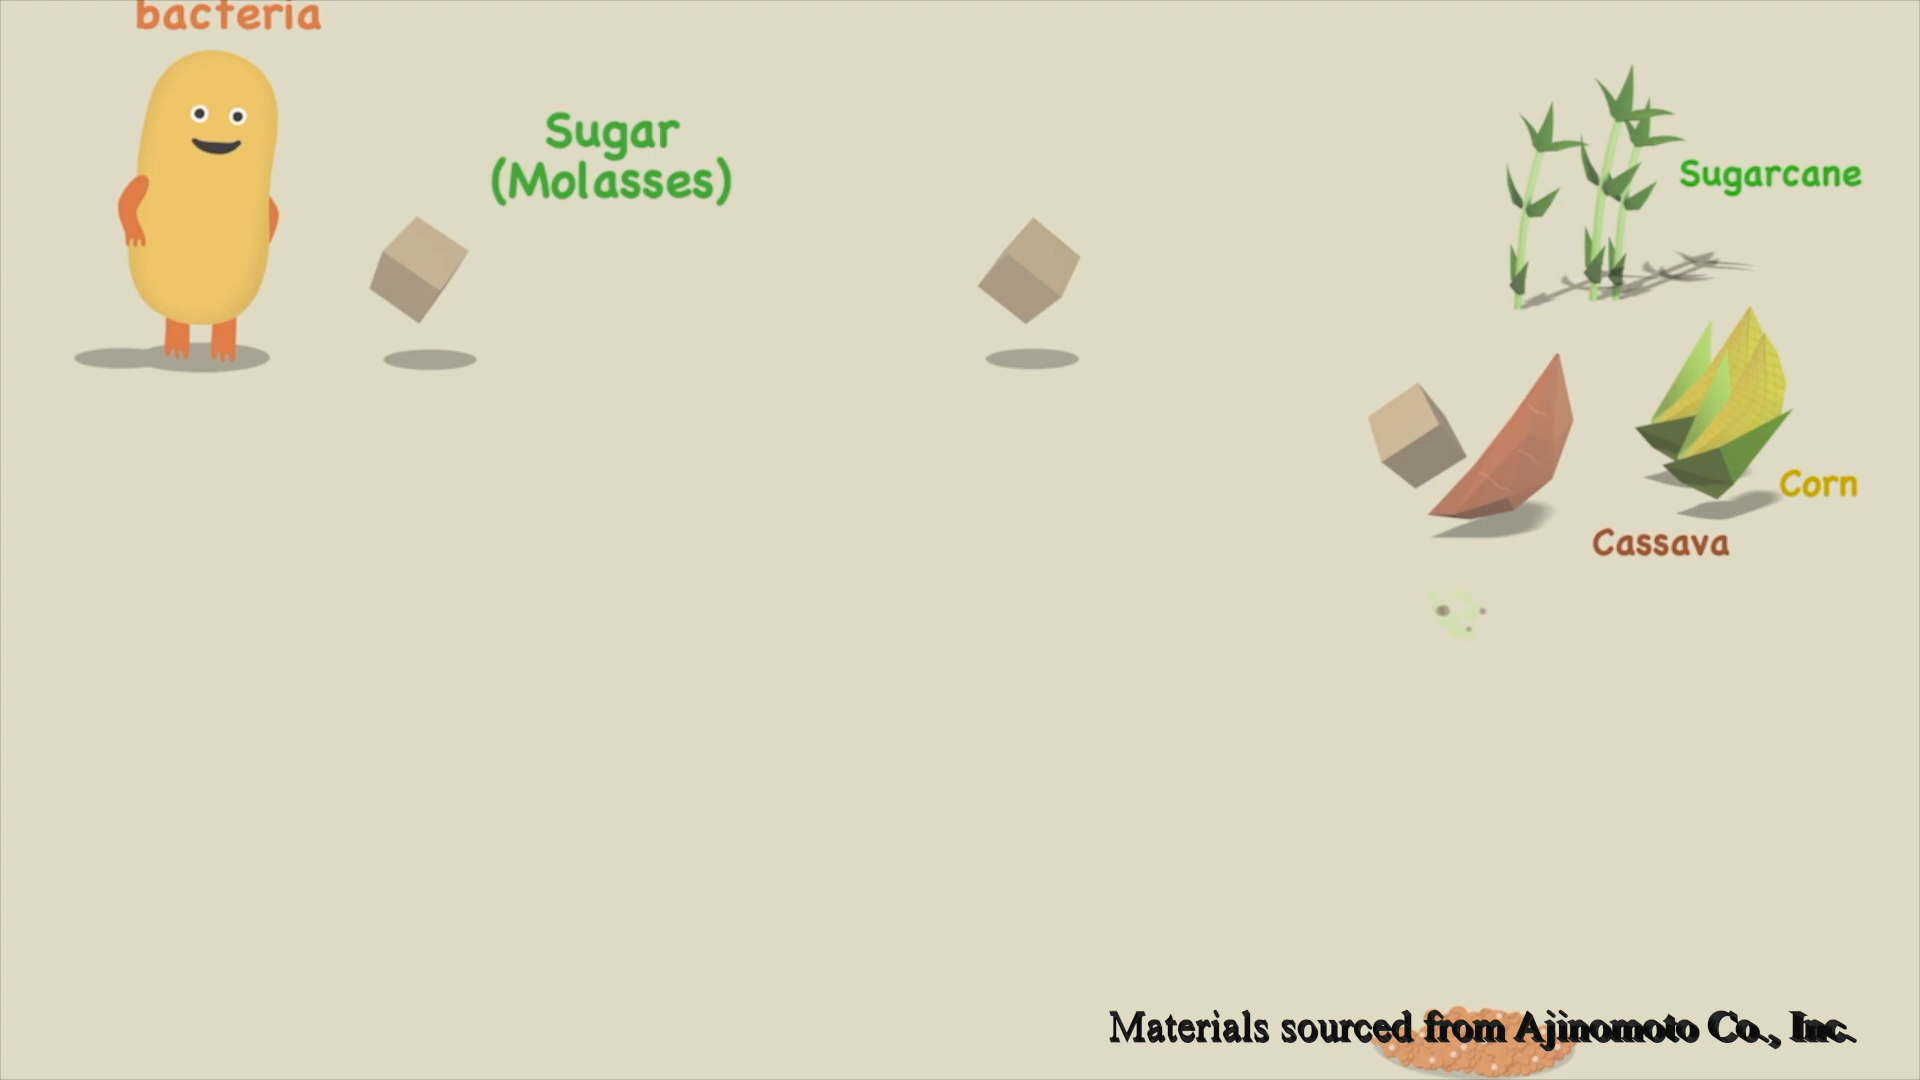 bacteria
Sugar
(Molasses)
Sugarcane
Corn
Cassava
Materials sourced from Ajinomoto Co., Inc.